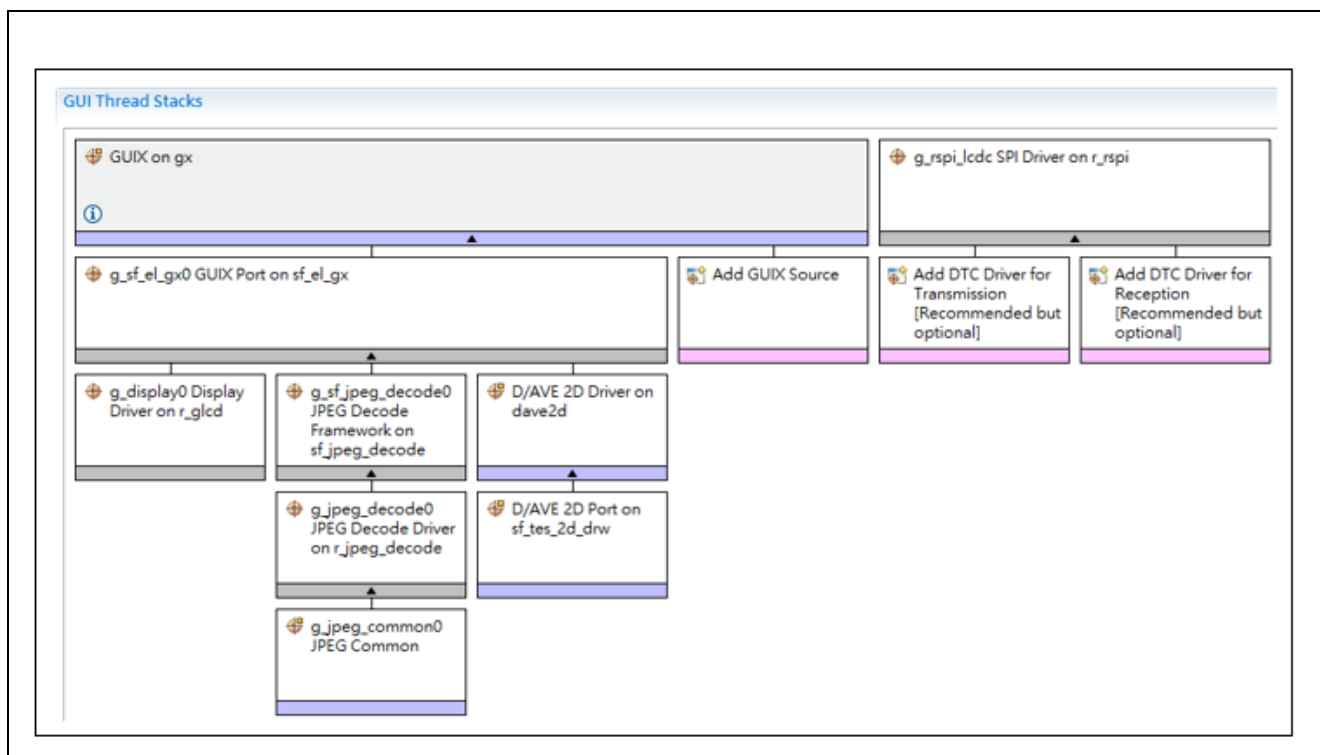 GUI Thread Stacks
GUIX on gx
g_rspi_lcdc SPI Driver on r_rspi
g_sf_el_gx0 GUIX Port on sf_el_gx
Add GUIX Source
Add DTC Driver for
Transmission
[Recommended but
optional]
Add DTC Driver for
Reception
[Recommended but
optional]
g_display0 Display
Driver on r_glcd
g_sf_jpeg_decode0
JPEG Decode
Framework on
sf_jpeg_decode
D/AVE 2D Driver on
dave2d
g_jpeg_decode0
JPEG Decode Driver
on r_jpeg_decode
D/AVE 2D Port on
sf_tes_2d_drw
g_jpeg_common0
JPEG Common